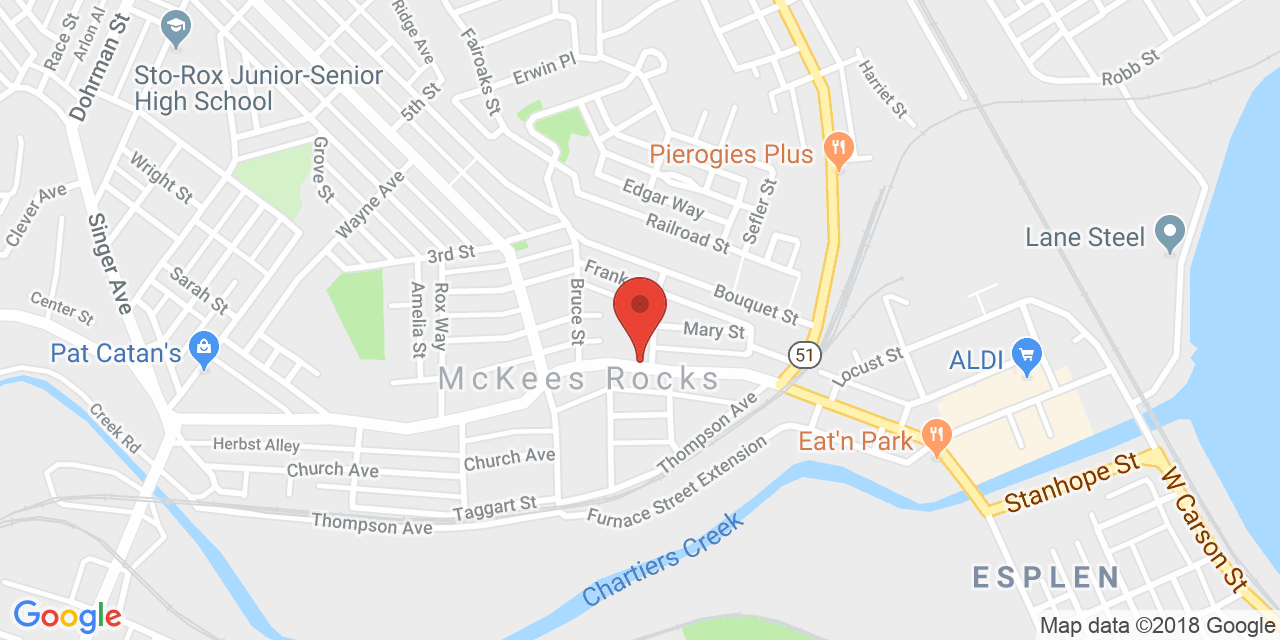 Race St
Arlon Al
Dohrman St
Sto-Rox Junior-Senior
High School
Ridge Ave
5th St
Fairoaks St
Erwin Pl
Harriet St
Robb St
Pierogies Plus
Wright St
Grove St
Wayne Ave
Clever Ave
Singer Ave
Edgar Way
Railroad St
Sefler St
Lane Steel
3rd St
Sarah St
Center St
Amelia St
Rox Way
Bruce St
Frank
Bouquet St
Mary St
51
Locust St
ALDI
Pat Catan's
McKees Rocks
Creek Rd
Herbst Alley
Church Ave
Church Ave
Thompson Ave
Eat'n Park
Taggart St
Thompson Ave
Furnace Street Extension
Stanhope St
W Carson St
Chartiers Creek
ESPLEN
Google
Map data ©2018 Google